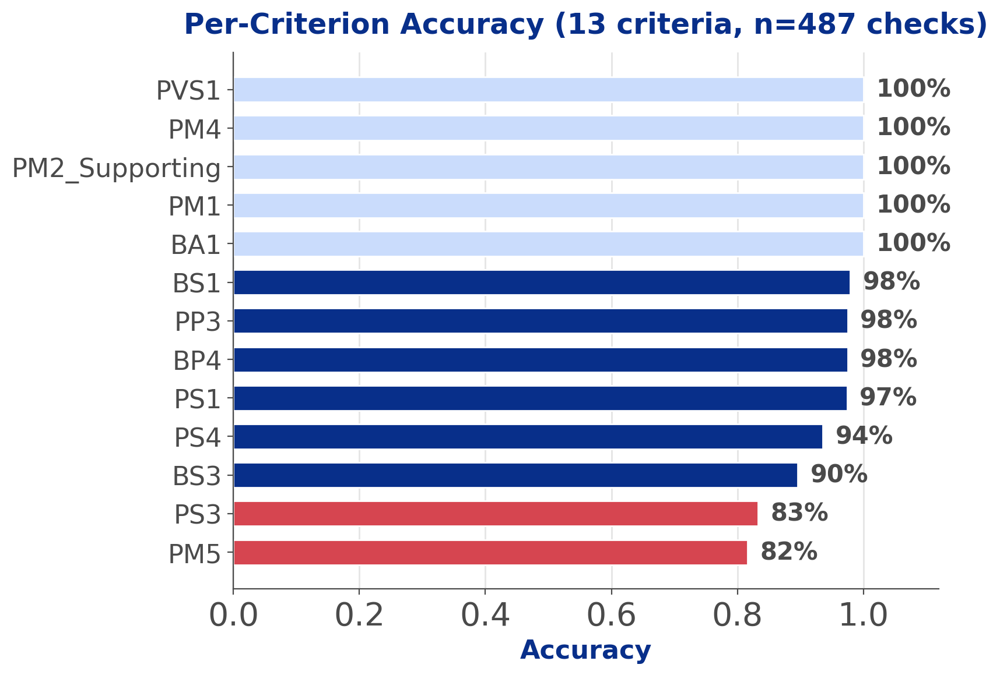 Per-Criterion Accuracy (13 criteria, n=487 checks)
PVS1 100%
PM4 100%
PM2_Supporting 100%
PM1 100%
BA1 100%
BS1 98%
PP3 98%
BP4 98%
PS1 97%
PS4 94%
BS3 90%
PS3 83%
PM5 82%
0.0 0.2 0.4 0.6 0.8 1.0
Accuracy